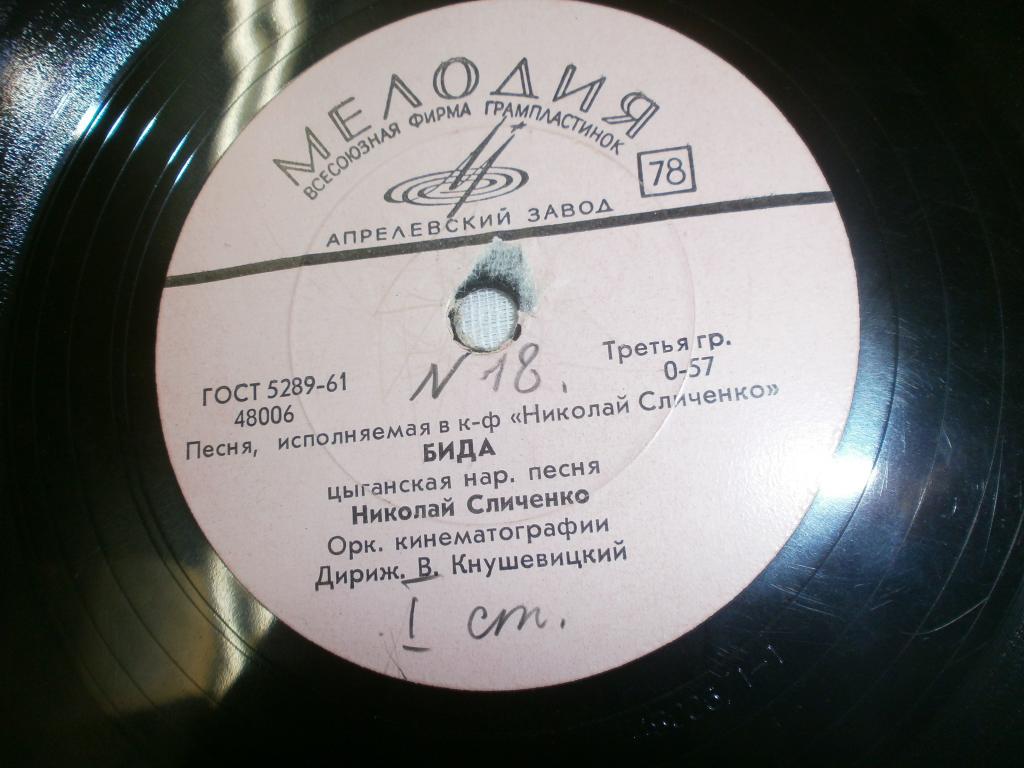 МЕЛОДИЯ
ВСЕСОЮЗНАЯ ФИРМА ГРАМПЛАСТИНОК
78
АПРЕЛЕВСКИЙ ЗАВОД
N 18.
Третья гр.
0-57
ГОСТ 5289-61
48006
Песня, исполняемая в к-ф «Николай Сличенко»
БИДА
цыганская нар. песня
Николай Сличенко
Орк. кинематографии
Дириж. В. Кнушевицкий
I ст.